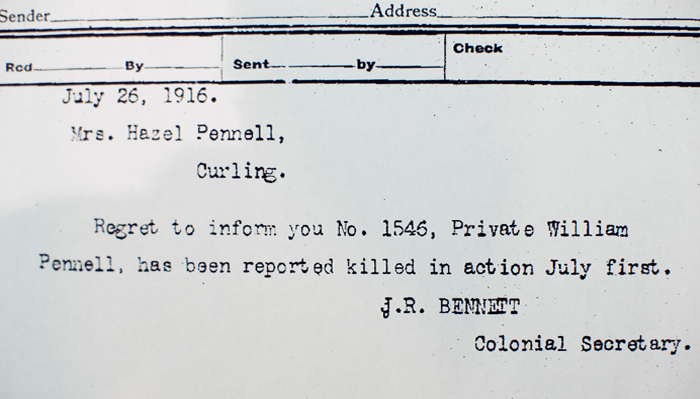 Sender Address
Rcd By Sent by Check
July 26, 1916.
Mrs. Hazel Pennell,
Curling.
Regret to inform you No. 1546, Private William
Pennell, has been reported killed in action July first.
J.R. BENNETT
Colonial Secretary.